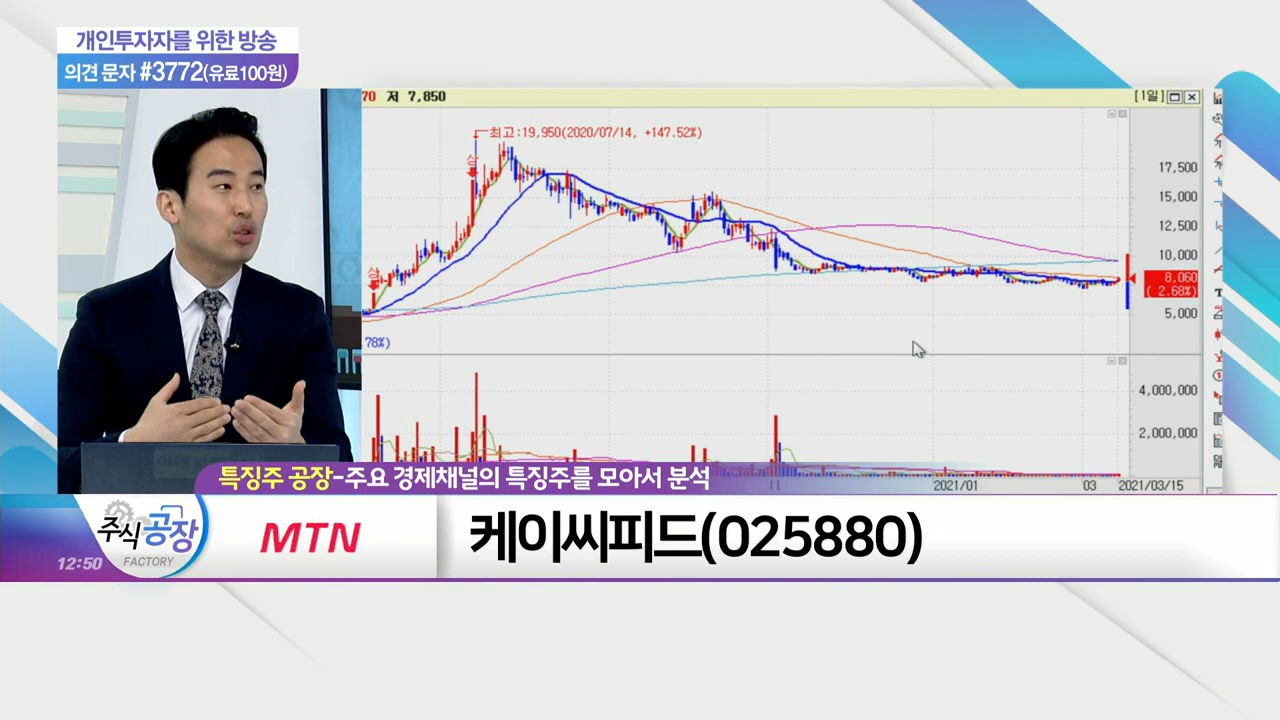 개인투자자를 위한 방송
의견 문자 #3772(유료100원)
70 저 7,850
[1일]
최고:19,950(2020/07/14, +147.52%)
상
상
17,500
15,000
12,500
10,000
8,060
( 2.68%)
5,000
78%)
4,000,000
2,000,000
11
2021/01
03
2021/03/15
특징주 공장-주요 경제채널의 특징주를 모아서 분석
주식공장
FACTORY
12:50
MTN
케이씨피드(025880)